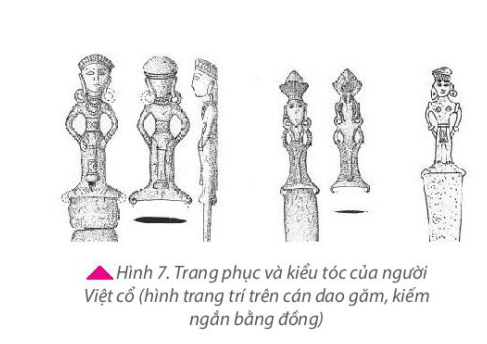 Hình 7. Trang phục và kiểu tóc của người
Việt cổ (hình trang trí trên cán dao găm, kiếm
ngắn bằng đồng)